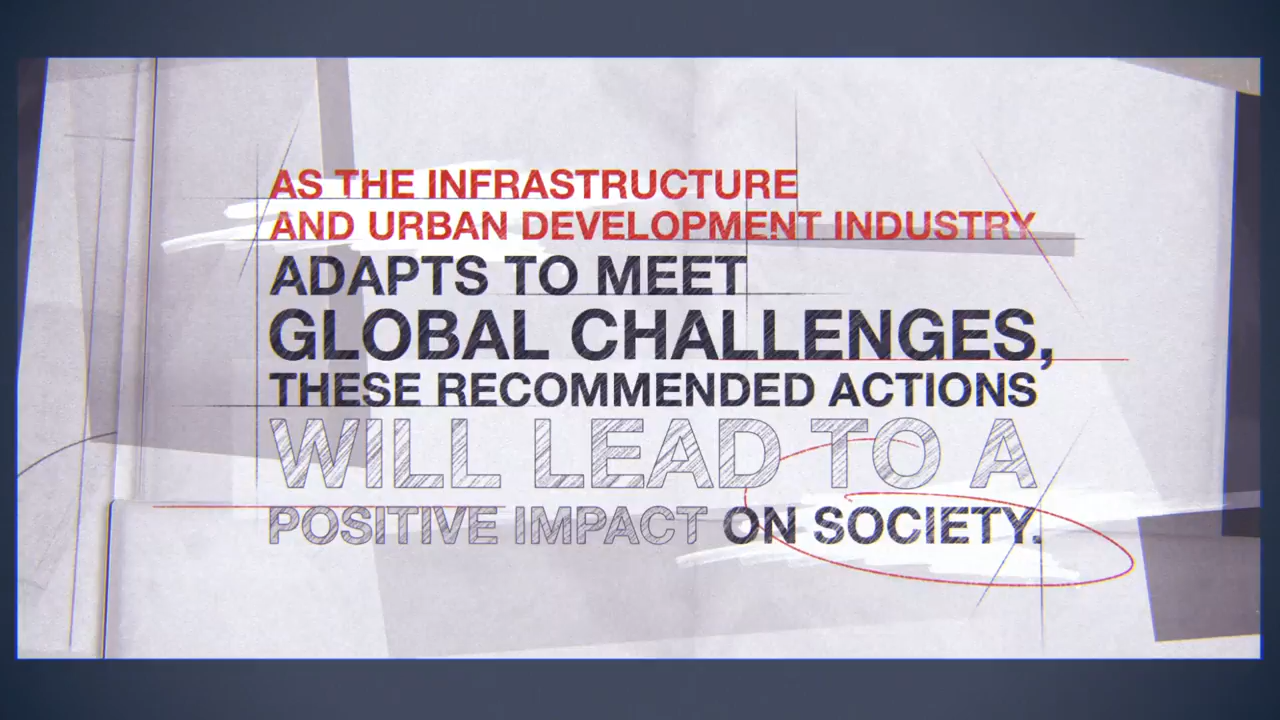 AS THE INFRASTRUCTURE
AND URBAN DEVELOPMENT INDUSTRY
ADAPTS TO MEET
GLOBAL CHALLENGES,
THESE RECOMMENDED ACTIONS
WILL LEAD TO A
POSITIVE IMPACT ON SOCIETY.